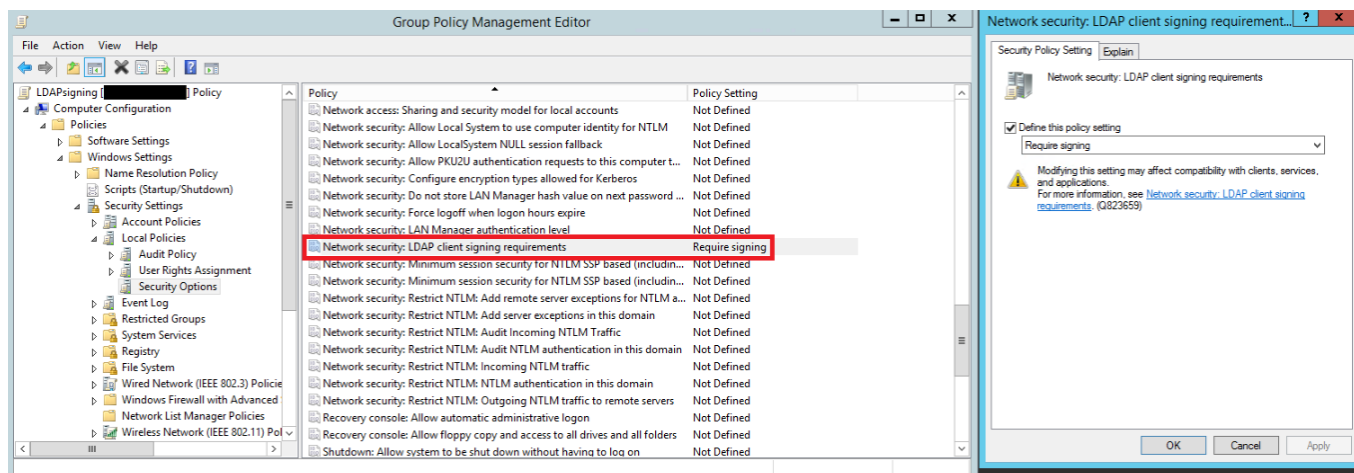 Group Policy Management Editor
File Action View Help
LDAPsigning [ ] Policy
Computer Configuration
Policies
Software Settings
Windows Settings
Name Resolution Policy
Scripts (Startup/Shutdown)
Security Settings
Account Policies
Local Policies
Audit Policy
User Rights Assignment
Security Options
Event Log
Restricted Groups
System Services
Registry
File System
Wired Network (IEEE 802.3) Policie
Windows Firewall with Advanced
Network List Manager Policies
Wireless Network (IEEE 802.11) Pol
Policy Policy Setting
Network access: Sharing and security model for local accounts Not Defined
Network security: Allow Local System to use computer identity for NTLM Not Defined
Network security: Allow LocalSystem NULL session fallback Not Defined
Network security: Allow PKU2U authentication requests to this computer t... Not Defined
Network security: Configure encryption types allowed for Kerberos Not Defined
Network security: Do not store LAN Manager hash value on next password ... Not Defined
Network security: Force logoff when logon hours expire Not Defined
Network security: LAN Manager authentication level Not Defined
Network security: LDAP client signing requirements Require signing
Network security: Minimum session security for NTLM SSP based (includin... Not Defined
Network security: Minimum session security for NTLM SSP based (includin... Not Defined
Network security: Restrict NTLM: Add remote server exceptions for NTLM a... Not Defined
Network security: Restrict NTLM: Add server exceptions in this domain Not Defined
Network security: Restrict NTLM: Audit Incoming NTLM Traffic Not Defined
Network security: Restrict NTLM: Audit NTLM authentication in this domain Not Defined
Network security: Restrict NTLM: Incoming NTLM traffic Not Defined
Network security: Restrict NTLM: NTLM authentication in this domain Not Defined
Network security: Restrict NTLM: Outgoing NTLM traffic to remote servers Not Defined
Recovery console: Allow automatic administrative logon Not Defined
Recovery console: Allow floppy copy and access to all drives and all folders Not Defined
Shutdown: Allow system to be shut down without having to log on Not Defined
Network security: LDAP client signing requirement... ? x
Security Policy Setting Explain
Network security: LDAP client signing requirements
Define this policy setting
Require signing
Modifying this setting may affect compatibility with clients, services,
and applications.
For more information, see Network security: LDAP client signing
requirements. (Q823659)
OK Cancel Apply